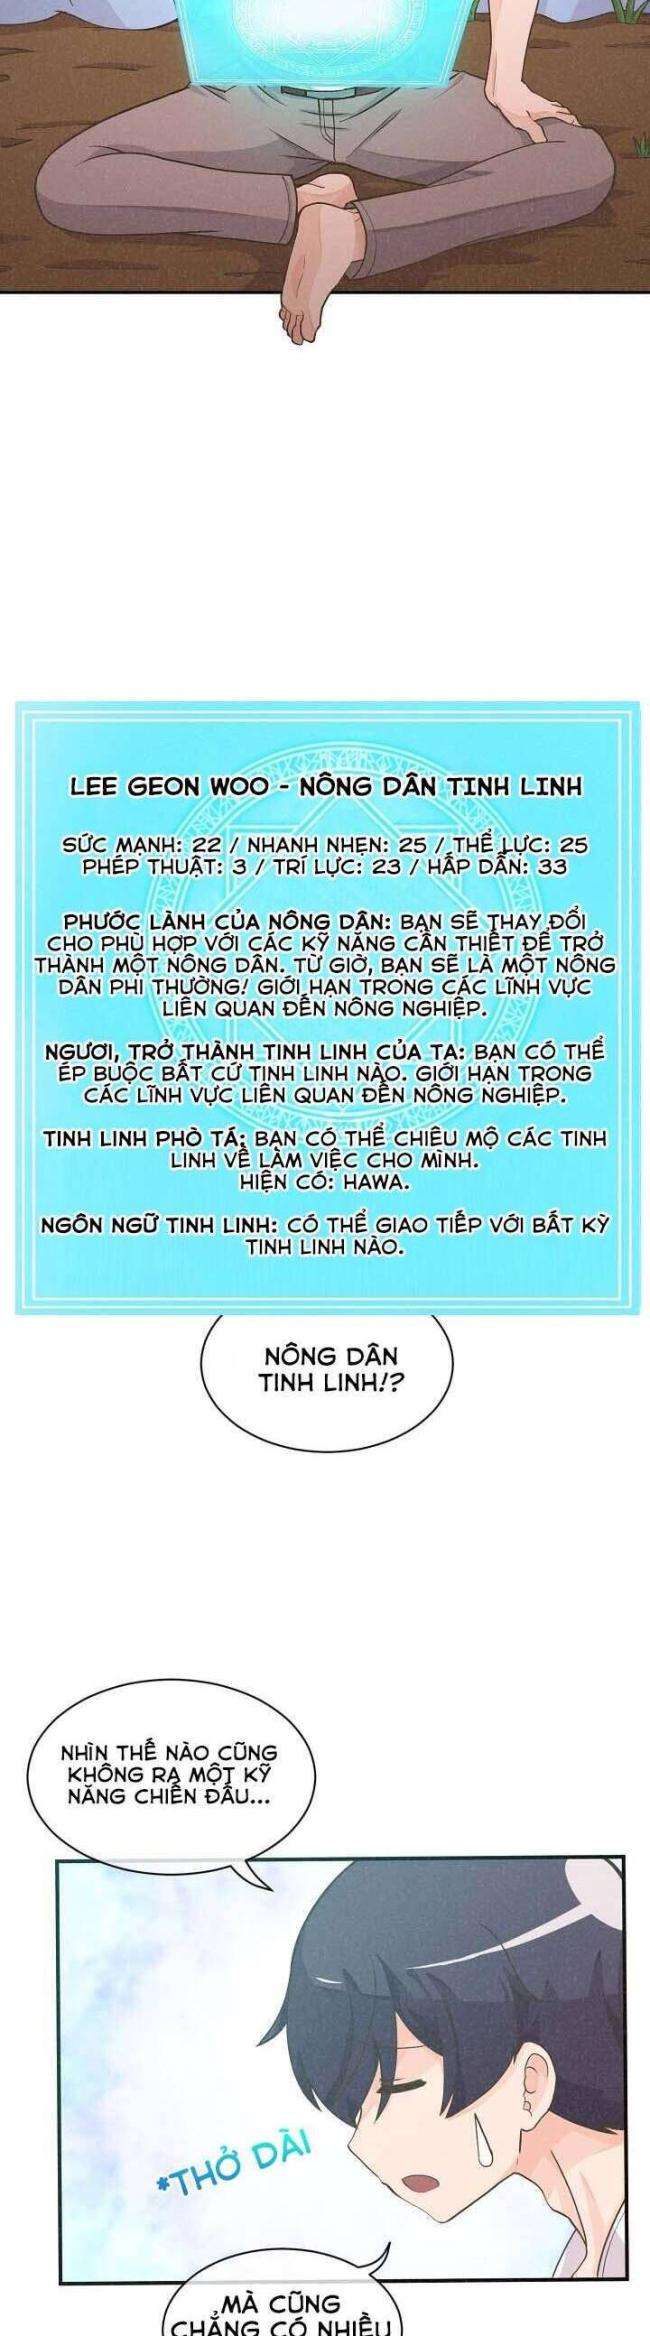 LEE GEON WOO - NÔNG DÂN TINH LINH
SỨC MẠNH: 22 / NHANH NHẸN: 25 / THỂ LỰC: 25
PHÉP THUẬT: 3 / TRÍ LỰC: 23 / HẤP DẪN: 33
PHƯỚC LÀNH CỦA NÔNG DÂN: BẠN SẼ THAY ĐỔI
CHO PHÙ HỢP VỚI CÁC KỸ NĂNG CẦN THIẾT ĐỂ TRỞ
THÀNH MỘT NÔNG DÂN. TỪ GIỜ, BẠN SẼ LÀ MỘT NÔNG
DÂN PHI THƯỜNG! GIỚI HẠN TRONG CÁC LĨNH VỰC
LIÊN QUAN ĐẾN NÔNG NGHIỆP.
NGƯƠI, TRỞ THÀNH TINH LINH CỦA TA: BẠN CÓ THỂ
ÉP BUỘC BẤT CỨ TINH LINH NÀO. GIỚI HẠN TRONG
CÁC LĨNH VỰC LIÊN QUAN ĐẾN NÔNG NGHIỆP.
TINH LINH PHÒ TÁ: BẠN CÓ THỂ CHIÊU MỘ CÁC TINH
LINH VỀ LÀM VIỆC CHO MÌNH.
HIỆN CÓ: HAWA.
NGÔN NGỮ TINH LINH: CÓ THỂ GIAO TIẾP VỚI BẤT KỲ
TINH LINH NÀO.
NÔNG DÂN
TINH LINH!?
NHÌN THẾ NÀO CŨNG
KHÔNG RA MỘT KỸ
NĂNG CHIẾN ĐẤU...
*THỞ DÀI
MÀ CŨNG
CHẲNG CÓ NHIỀU